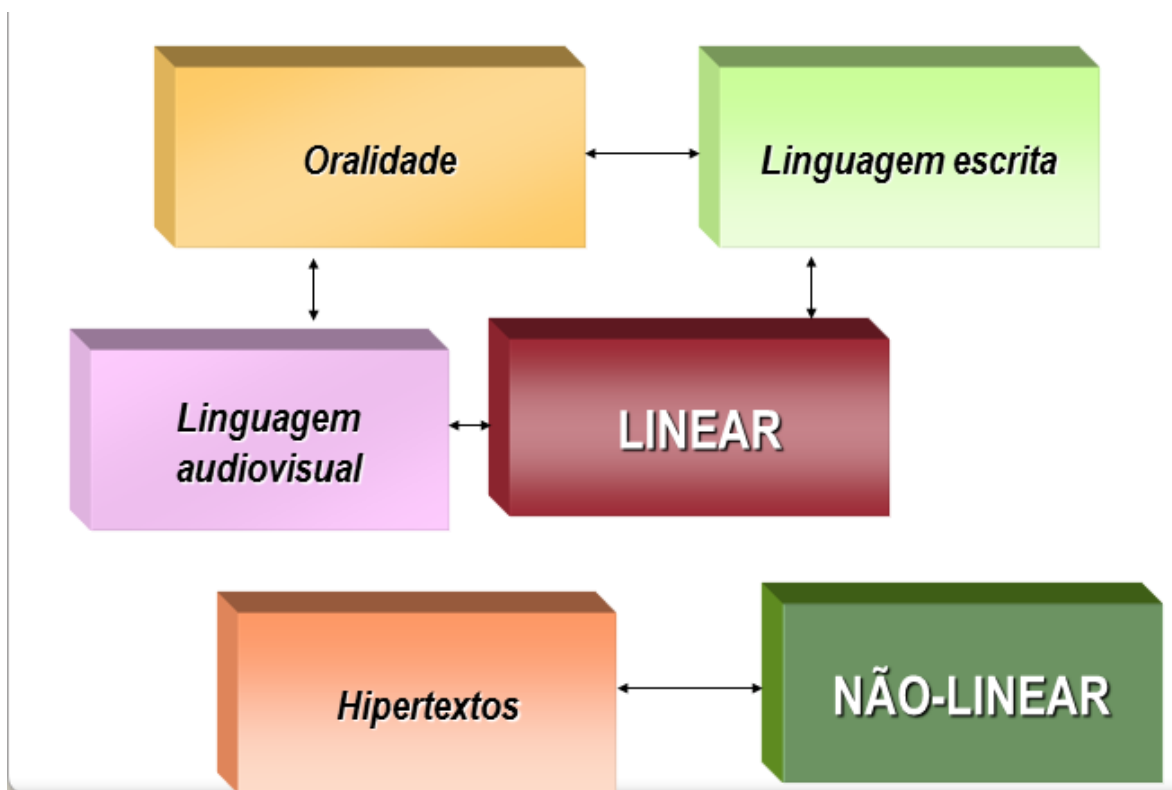 Oralidade
Linguagem escrita
Linguagem
audiovisual
LINEAR
Hipertextos
NÃO-LINEAR